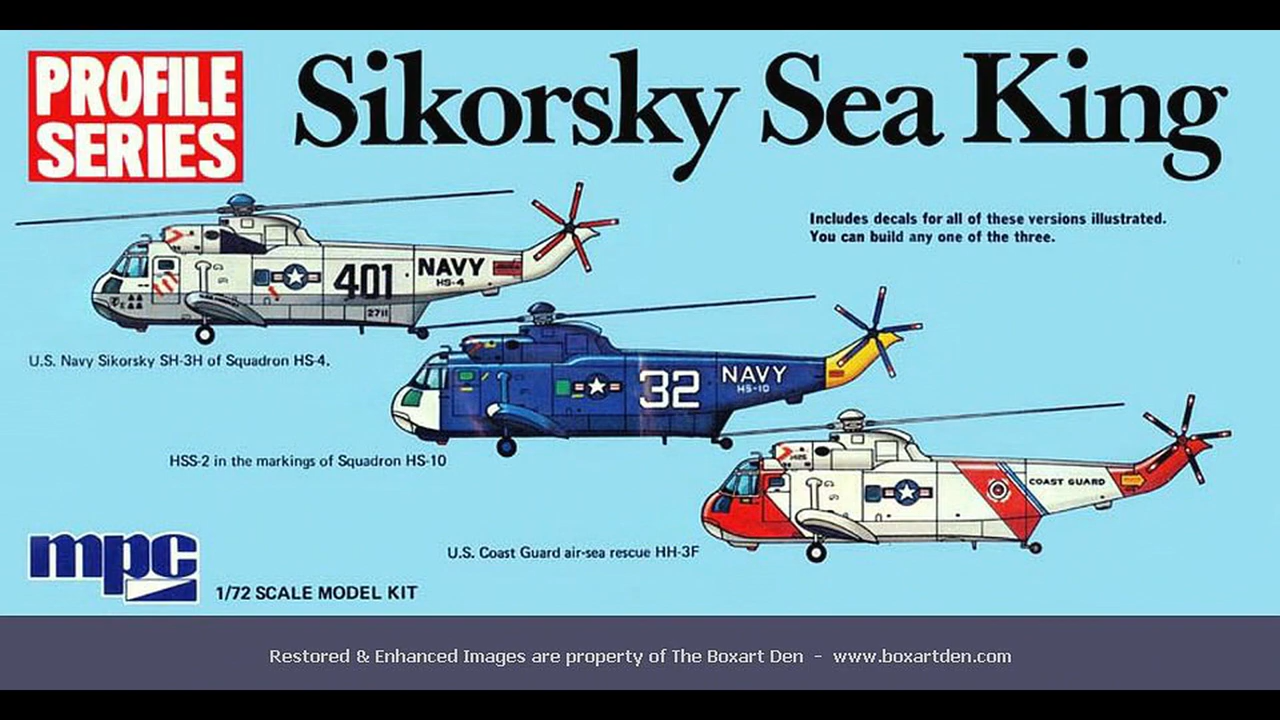 PROFILE
SERIES
Sikorsky Sea King
Includes decals for all of these versions illustrated.
You can build any one of the three.
401
NAVY
HS-4
2711
U.S. Navy Sikorsky SH-3H of Squadron HS-4.
32
NAVY
HS-10
HSS-2 in the markings of Squadron HS-10
COAST GUARD
U.S. Coast Guard air-sea rescue HH-3F
mpc
1/72 SCALE MODEL KIT
Restored & Enhanced Images are property of The Boxart Den - www.boxartden.com